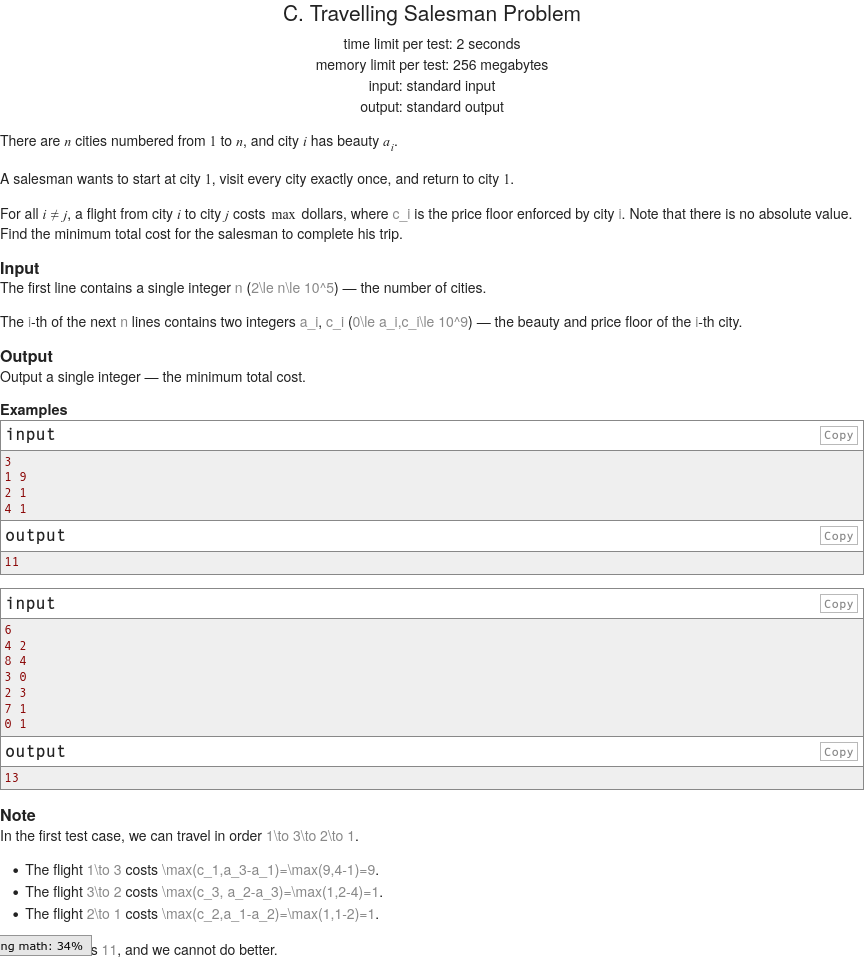 C. Travelling Salesman Problem
time limit per test: 2 seconds
memory limit per test: 256 megabytes
input: standard input
output: standard output
There are n cities numbered from 1 to n, and city i has beauty a_i.
A salesman wants to start at city 1, visit every city exactly once, and return to city 1.
For all i ≠ j, a flight from city i to city j costs max dollars, where c_i is the price floor enforced by city i. Note that there is no absolute value.
Find the minimum total cost for the salesman to complete his trip.
Input
The first line contains a single integer n (2\le n\le 10^5) — the number of cities.
The i-th of the next n lines contains two integers a_i, c_i (0\le a_i,c_i\le 10^9) — the beauty and price floor of the i-th city.
Output
Output a single integer — the minimum total cost.
Examples
input
Copy
3
1 9
2 1
4 1
output
Copy
11
input
Copy
6
4 2
8 4
3 0
2 3
7 1
0 1
output
Copy
13
Note
In the first test case, we can travel in order 1\to 3\to 2\to 1.
• The flight 1\to 3 costs \max(c_1,a_3-a_1)=\max(9,4-1)=9.
• The flight 3\to 2 costs \max(c_3, a_2-a_3)=\max(1,2-4)=1.
• The flight 2\to 1 costs \max(c_2,a_1-a_2)=\max(1,1-2)=1.
ng math: 34% s 11, and we cannot do better.